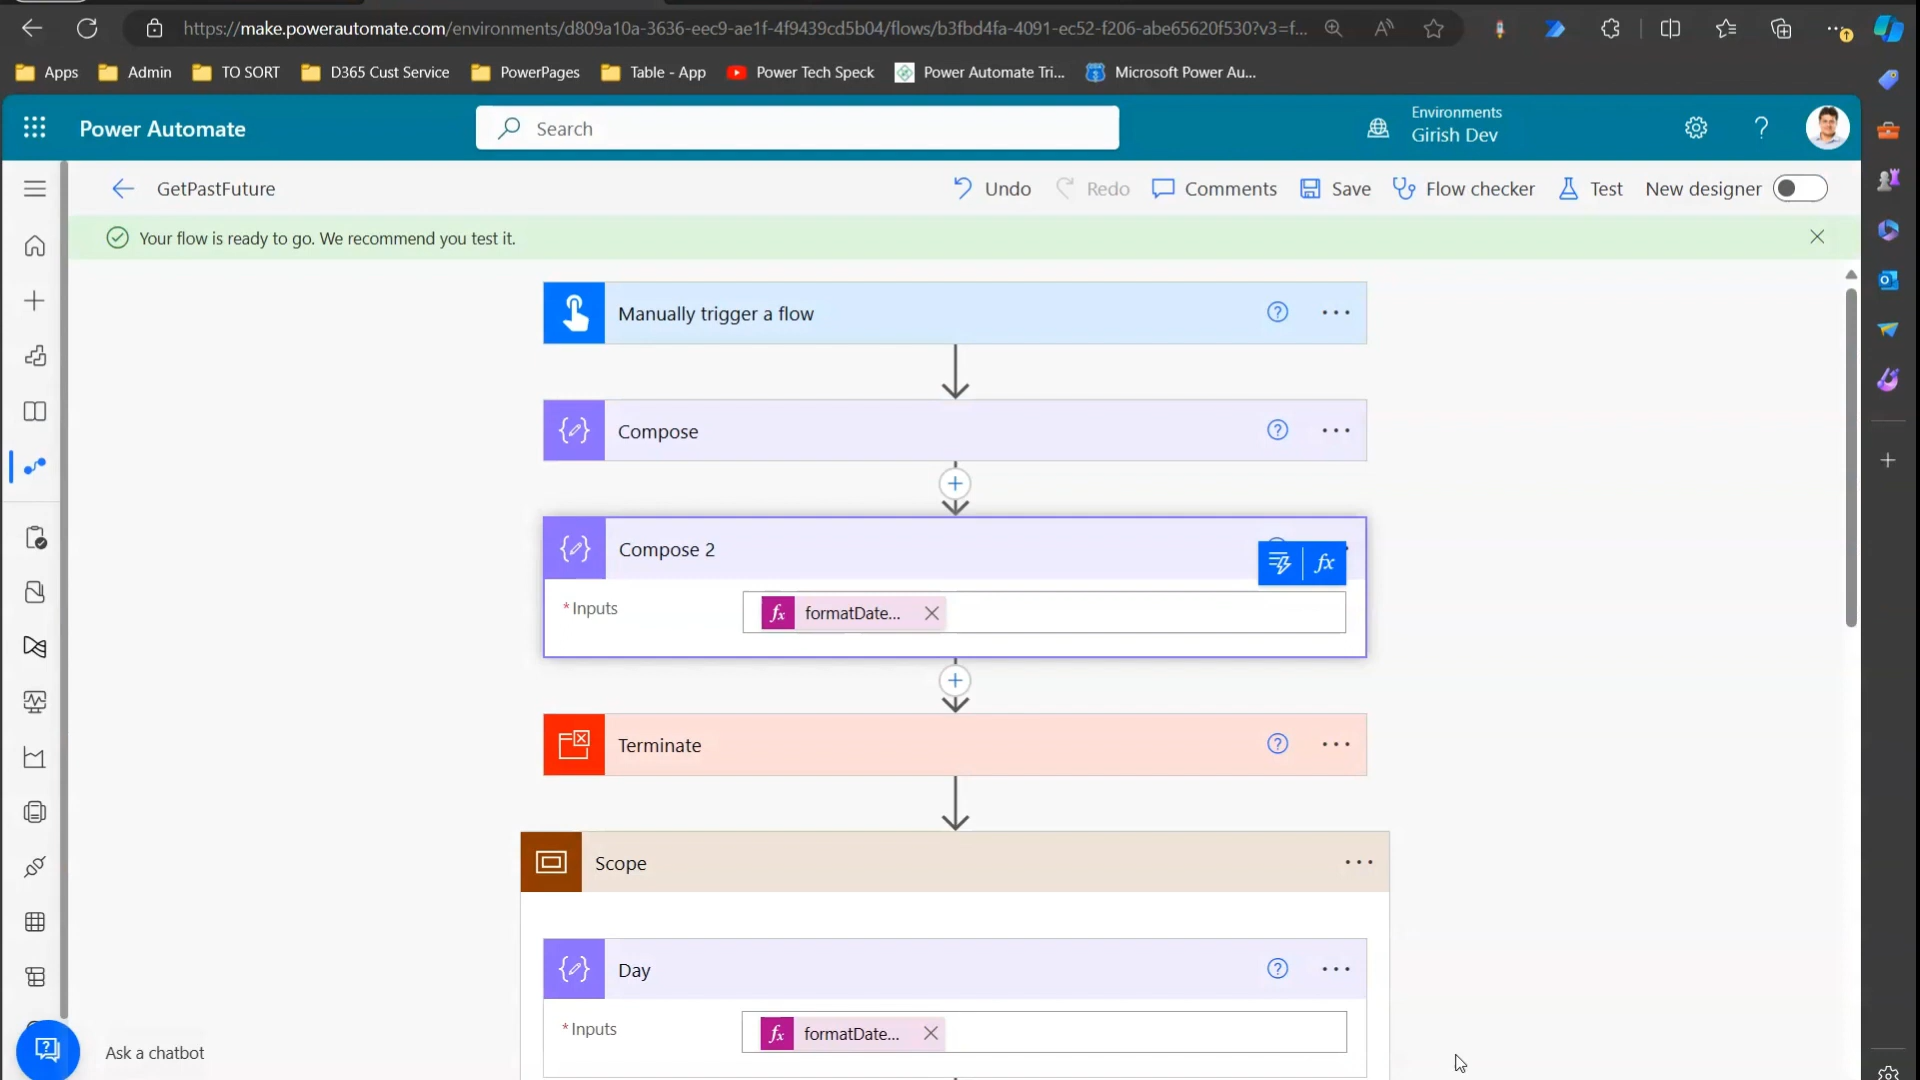 https://make.powerautomate.com/environments/d809a10a-3636-eec9-ae1f-4f9439cd5b04/flows/b3fbd4fa-4091-ec52-f206-abe65620f530?v3=f...
Apps
Admin
TO SORT
D365 Cust Service
PowerPages
Table - App
Power Tech Speck
Power Automate Tri...
Microsoft Power Au...
Power Automate
Search
Environments
Girish Dev
GetPastFuture
Undo
Redo
Comments
Save
Flow checker
Test
New designer
Your flow is ready to go. We recommend you test it.
Manually trigger a flow
Compose
Compose 2
fx
* Inputs
fx formatDate...
Terminate
Scope
Day
* Inputs
fx formatDate...
Ask a chatbot